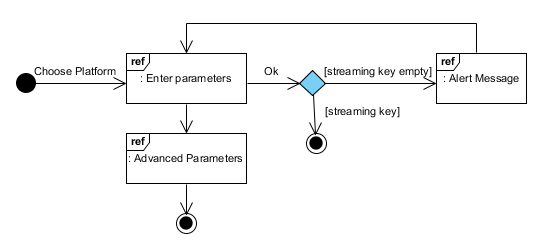 ref
: Enter parameters
Choose Platform
Ok
[streaming key empty]
ref
: Alert Message
[streaming key]
ref
: Advanced Parameters